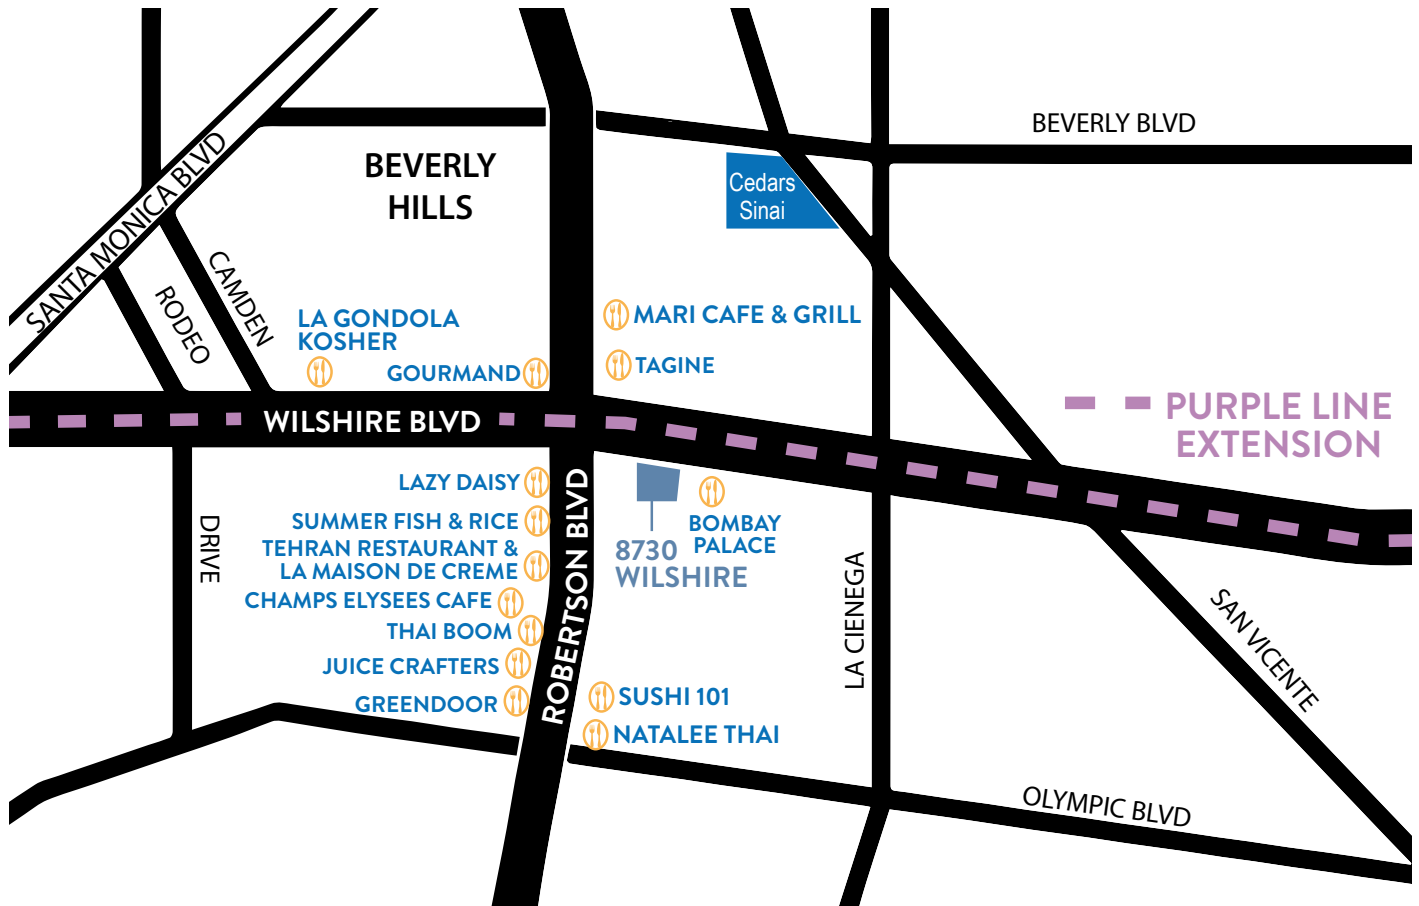 BEVERLY BLVD
BEVERLY
HILLS
Cedars
Sinai
SANTA MONICA BLVD
CAMDEN
RODEO
LA GONDOLA
KOSHER
MARI CAFE & GRILL
GOURMAND
TAGINE
WILSHIRE BLVD
PURPLE LINE
EXTENSION
LAZY DAISY
SUMMER FISH & RICE
TEHRAN RESTAURANT &
LA MAISON DE CREME
CHAMPS ELYSEES CAFE
THAI BOOM
JUICE CRAFTERS
GREENDOOR
DRIVE
ROBERTSON BLVD
8730
WILSHIRE
BOMBAY
PALACE
SUSHI 101
NATALEE THAI
LA CIENEGA
SAN VICENTE
OLYMPIC BLVD